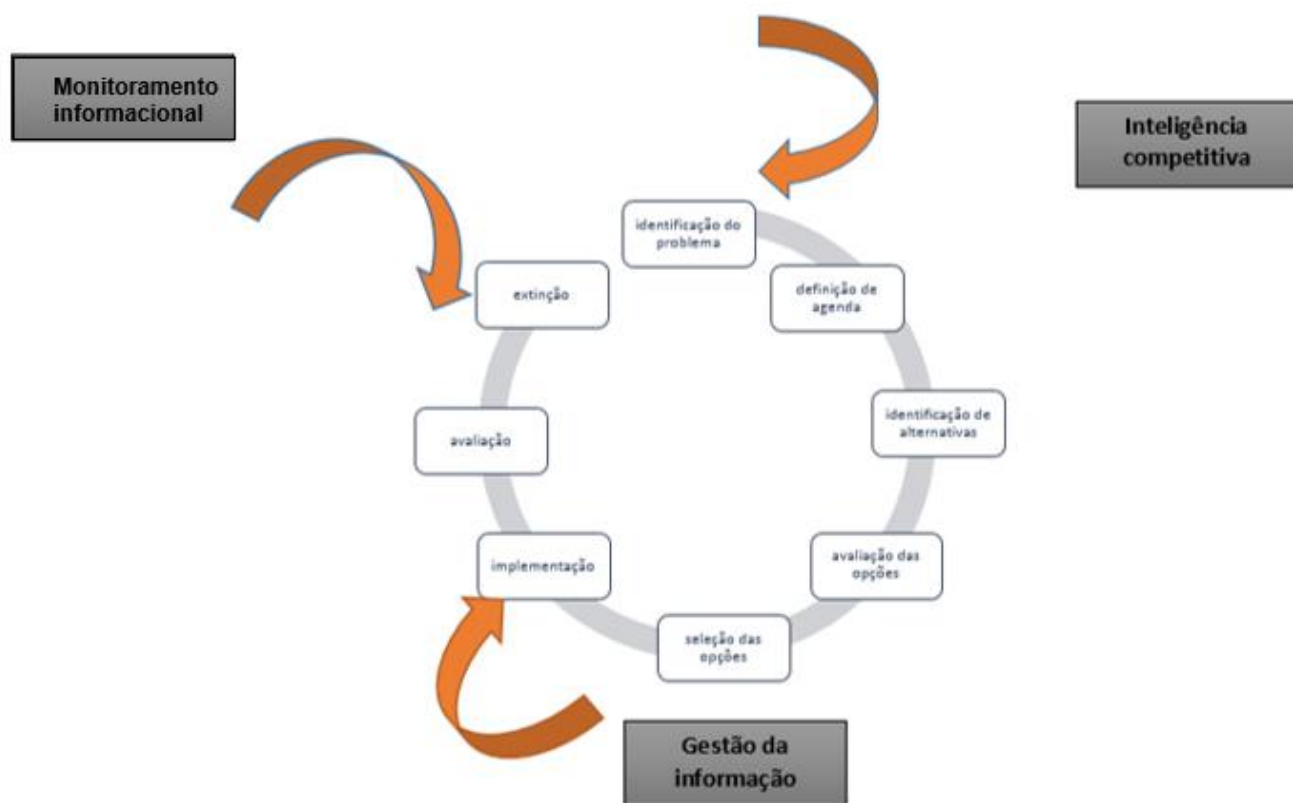 Monitoramento
informacional
Inteligência
competitiva
identificação do
problema
definição de
agenda
identificação de
alternativas
avaliação das
opções
seleção das
opções
implementação
avaliação
extinção
Gestão da
informação